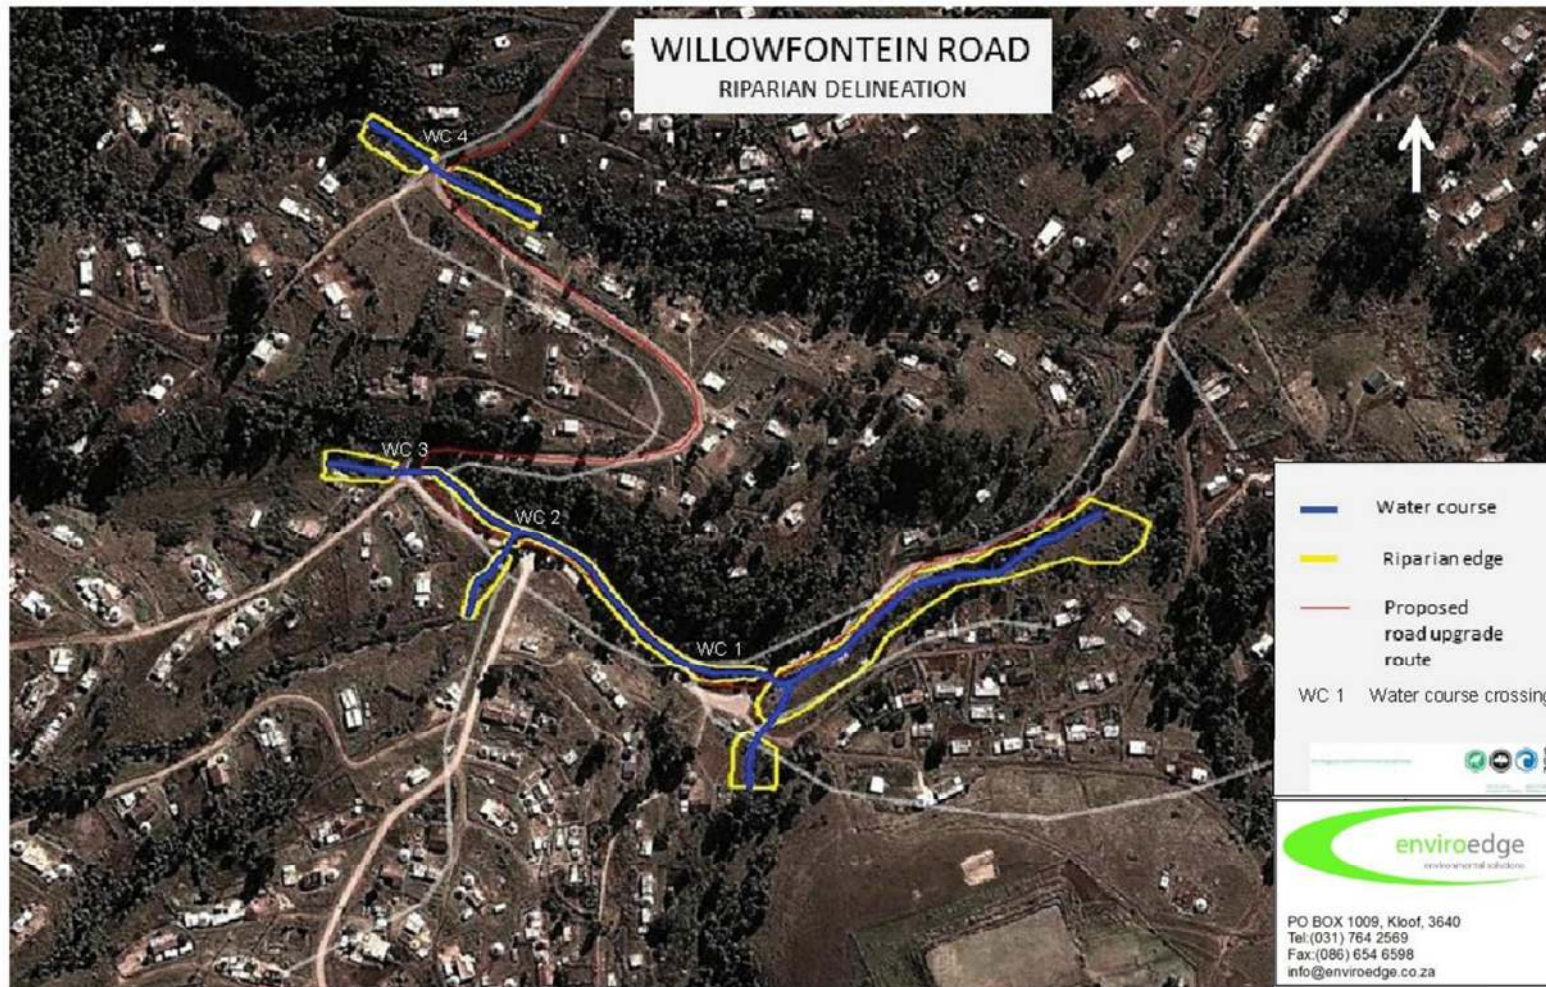 WILLOWFONTEIN ROAD
RIPARIAN DELINEATION
WC 4
WC 3
WC 2
WC 1
Water course
Riparian edge
Proposed
road upgrade
route
WC 1 Water course crossing
enviroedge
environmental solutions
PO BOX 1009, Kloof, 3640
Tel:(031) 764 2569
Fax:(086) 654 6598
info@enviroedge.co.za